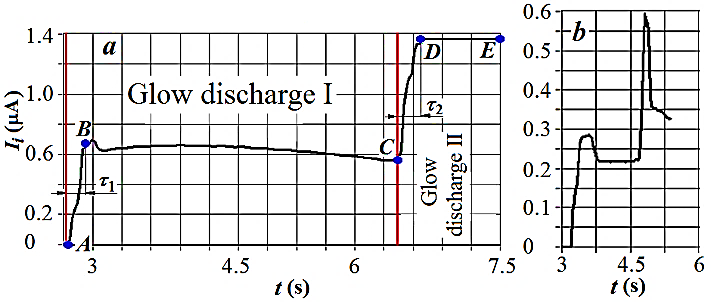 a
Glow discharge I
Glow
discharge II
A
B
C
D
E
τ1
τ2
Ii (μA)
1.4
1.0
0.6
0.2
0
3
4.5
6
7.5
t (s)
b
0.6
0.5
0.4
0.3
0.2
0.1
0
3
4.5
6
t (s)